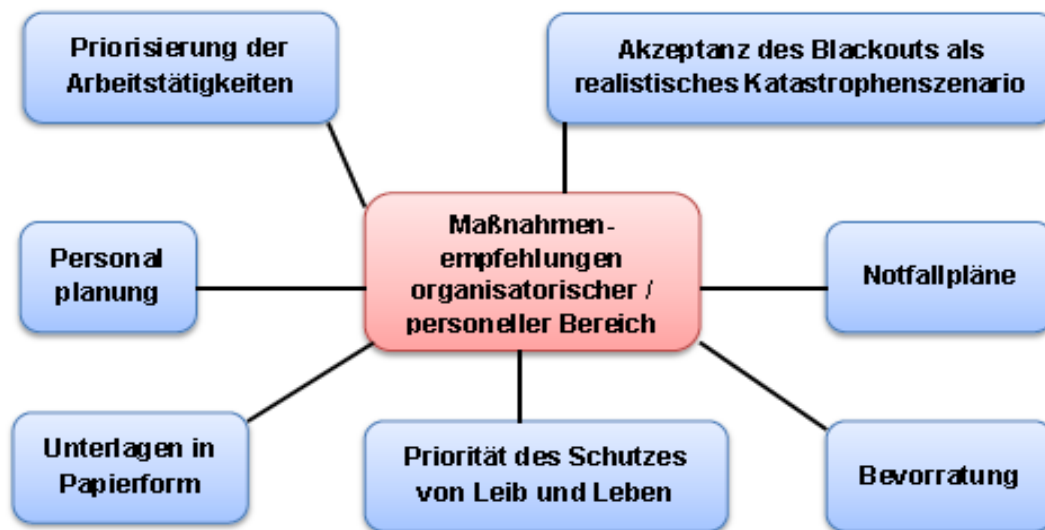 Priorisierung der
Arbeitstätigkeiten
Akzeptanz des Blackouts als
realistisches Katastrophenszenario
Maßnahmen-
empfehlungen
organisatorischer /
personeller Bereich
Personal
planung
Notfallpläne
Unterlagen in
Papierform
Priorität des Schutzes
von Leib und Leben
Bevorratung